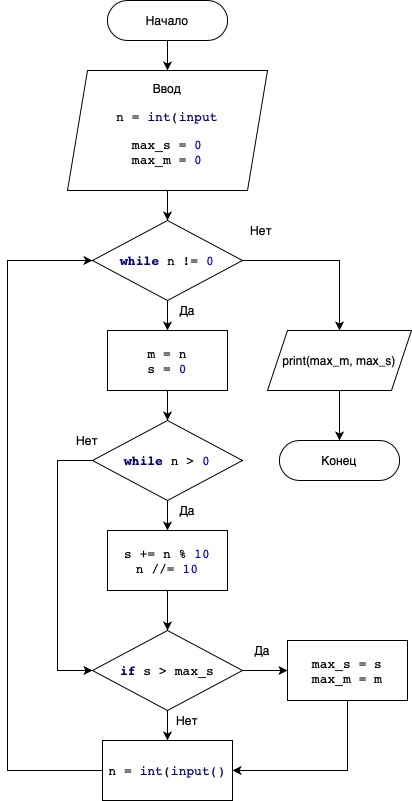 Начало
Ввод
n = int(input
max_s = 0
max_m = 0
Нет
while n != 0
Да
m = n
s = 0
print(max_m, max_s)
Нет
while n > 0
Конец
Да
s += n % 10
n //= 10
Да
if s > max_s
max_s = s
max_m = m
Нет
n = int(input()